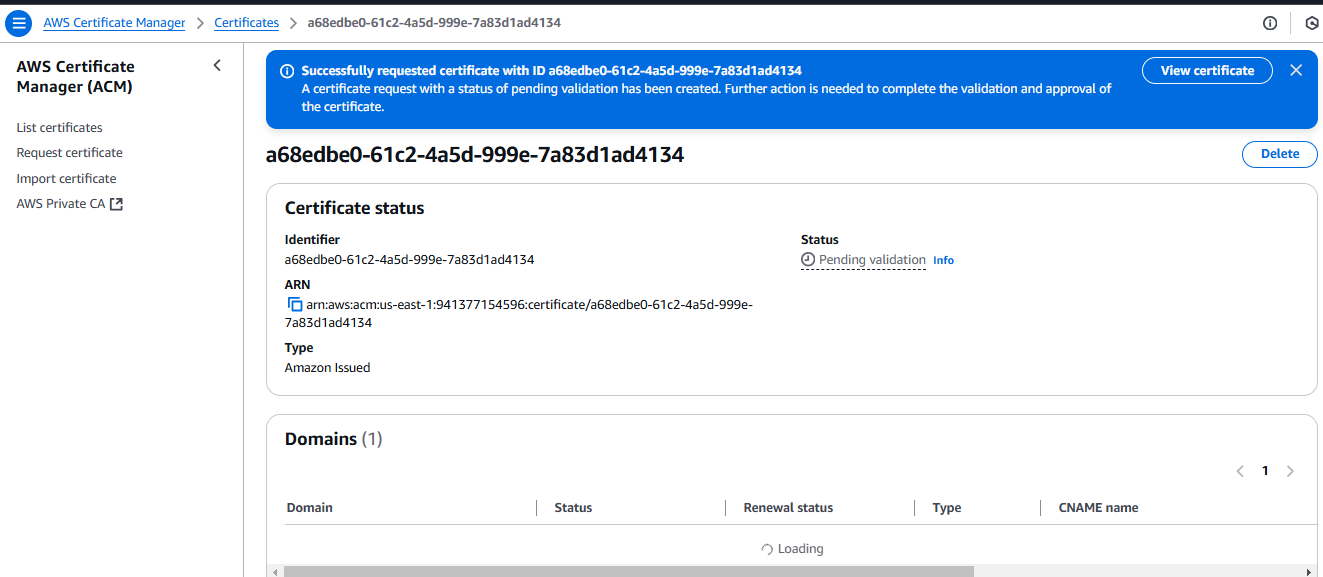 AWS Certificate Manager > Certificates > a68edbe0-61c2-4a5d-999e-7a83d1ad4134
AWS Certificate
Manager (ACM)
List certificates
Request certificate
Import certificate
AWS Private CA
Successfully requested certificate with ID a68edbe0-61c2-4a5d-999e-7a83d1ad4134
A certificate request with a status of pending validation has been created. Further action is needed to complete the validation and approval of
the certificate.
View certificate
a68edbe0-61c2-4a5d-999e-7a83d1ad4134
Delete
Certificate status
Identifier
a68edbe0-61c2-4a5d-999e-7a83d1ad4134
ARN
arn:aws:acm:us-east-1:941377154596:certificate/a68edbe0-61c2-4a5d-999e-
7a83d1ad4134
Type
Amazon Issued
Status
Pending validation Info
Domains (1)
1
Domain Status Renewal status Type CNAME name
Loading